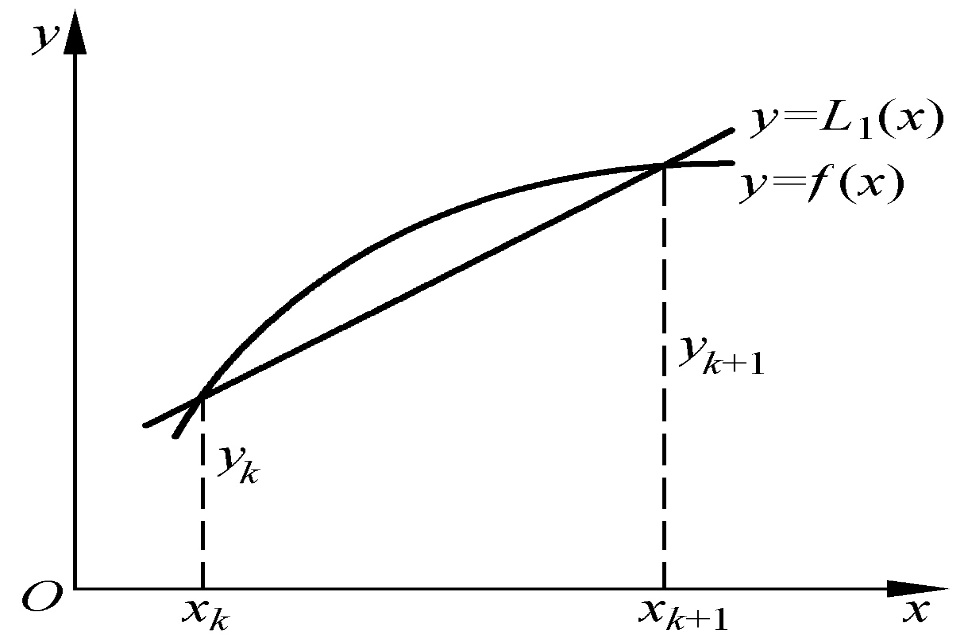 y
y=L₁(x)
y=f(x)
yₖ₊₁
yₖ
O
xₖ
xₖ₊₁
x